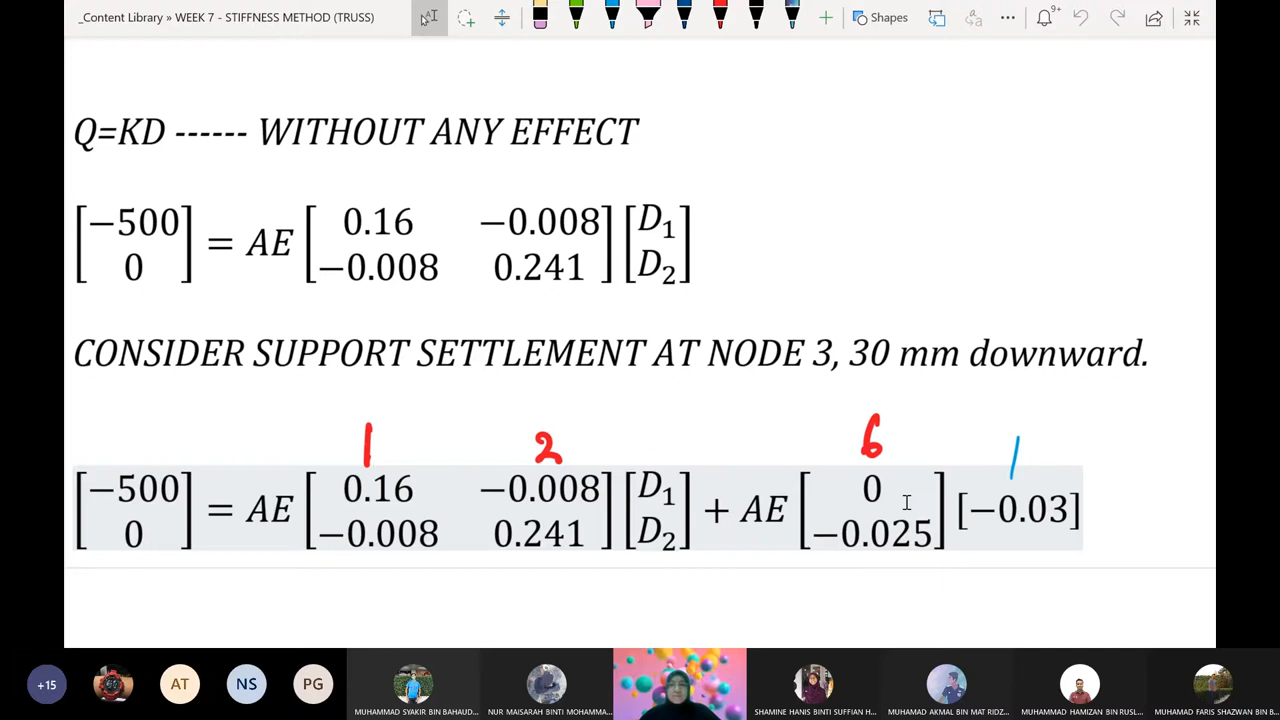 _Content Library » WEEK 7 - STIFFNESS METHOD (TRUSS)
Shapes
9+
Q=KD ------ WITHOUT ANY EFFECT
[−500 0] = AE [0.16 −0.008 −0.008 0.241] [D₁ D₂]
CONSIDER SUPPORT SETTLEMENT AT NODE 3, 30 mm downward.
1 2 6 /
[−500 0] = AE [0.16 −0.008 −0.008 0.241] [D₁ D₂] + AE [0 −0.025] [−0.03]
+15
AT
NS
PG
MUHAMMAD SYAKIR BIN BAHAUD...
NUR MAISARAH BINTI MOHAMMA...
SHAMINE HANIS BINTI SUFFIAN H...
MUHAMAD AKMAL BIN MAT RIDZ...
MUHAMAD HAMIZAN BIN RUSL...
MUHAMAD FARIS SHAZWAN BIN B...